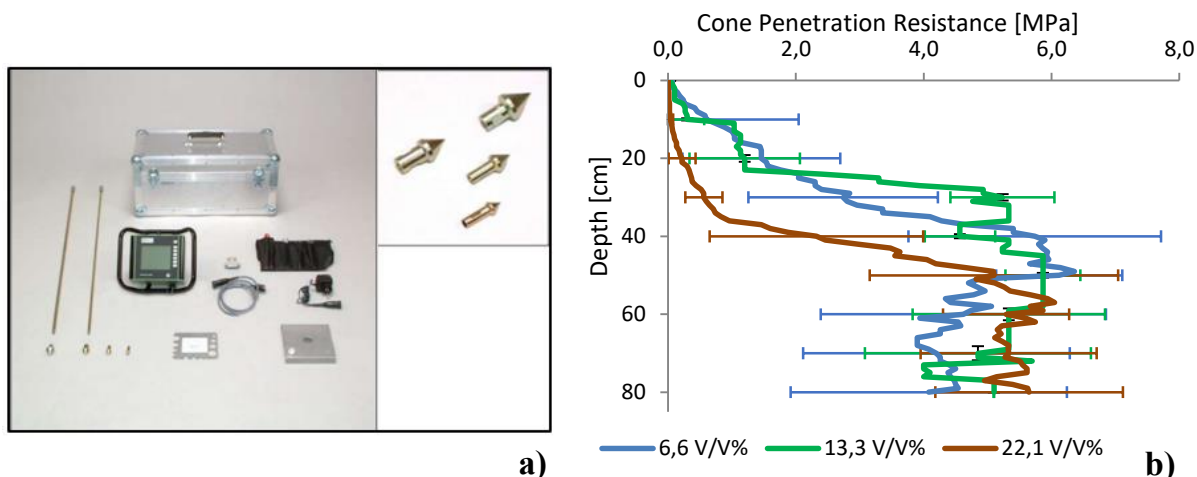 Cone Penetration Resistance [MPa]
0,0 2,0 4,0 6,0 8,0
0
20
40
60
80
Depth [cm]
6,6 V/V% 13,3 V/V% 22,1 V/V%
a)
b)